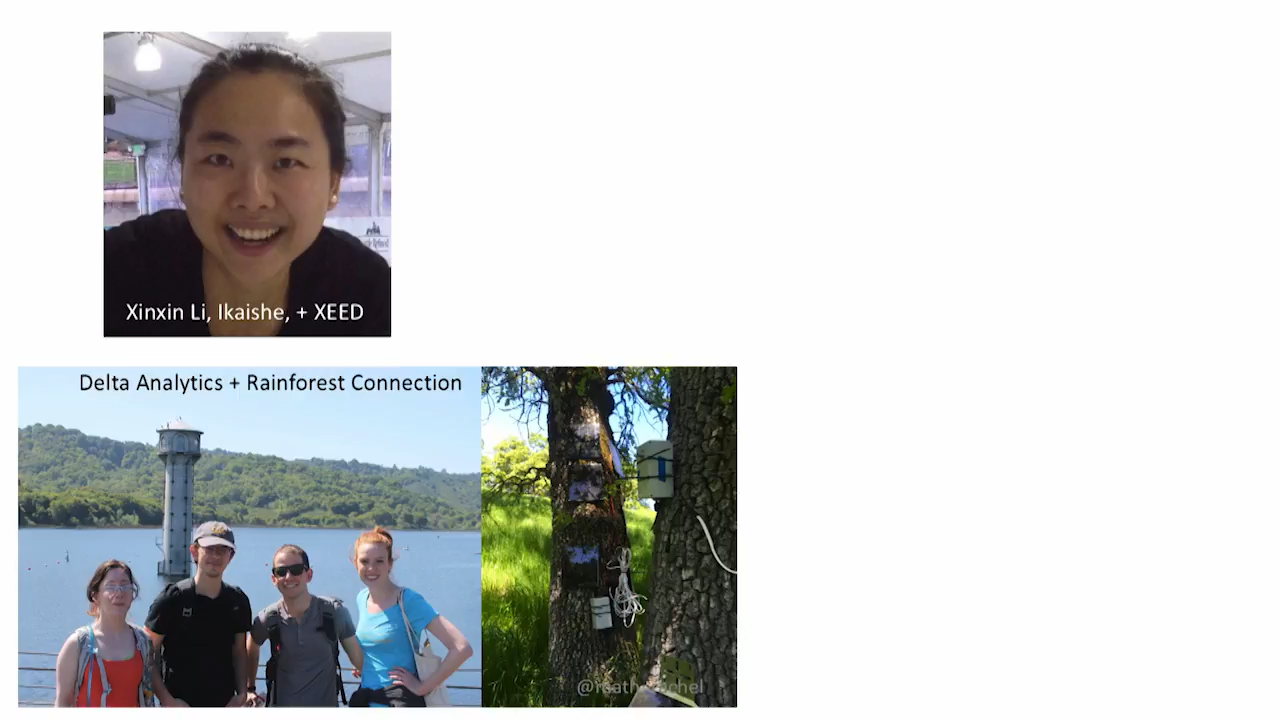 Xinxin Li, Ikaishe, + XEED
Delta Analytics + Rainforest Connection